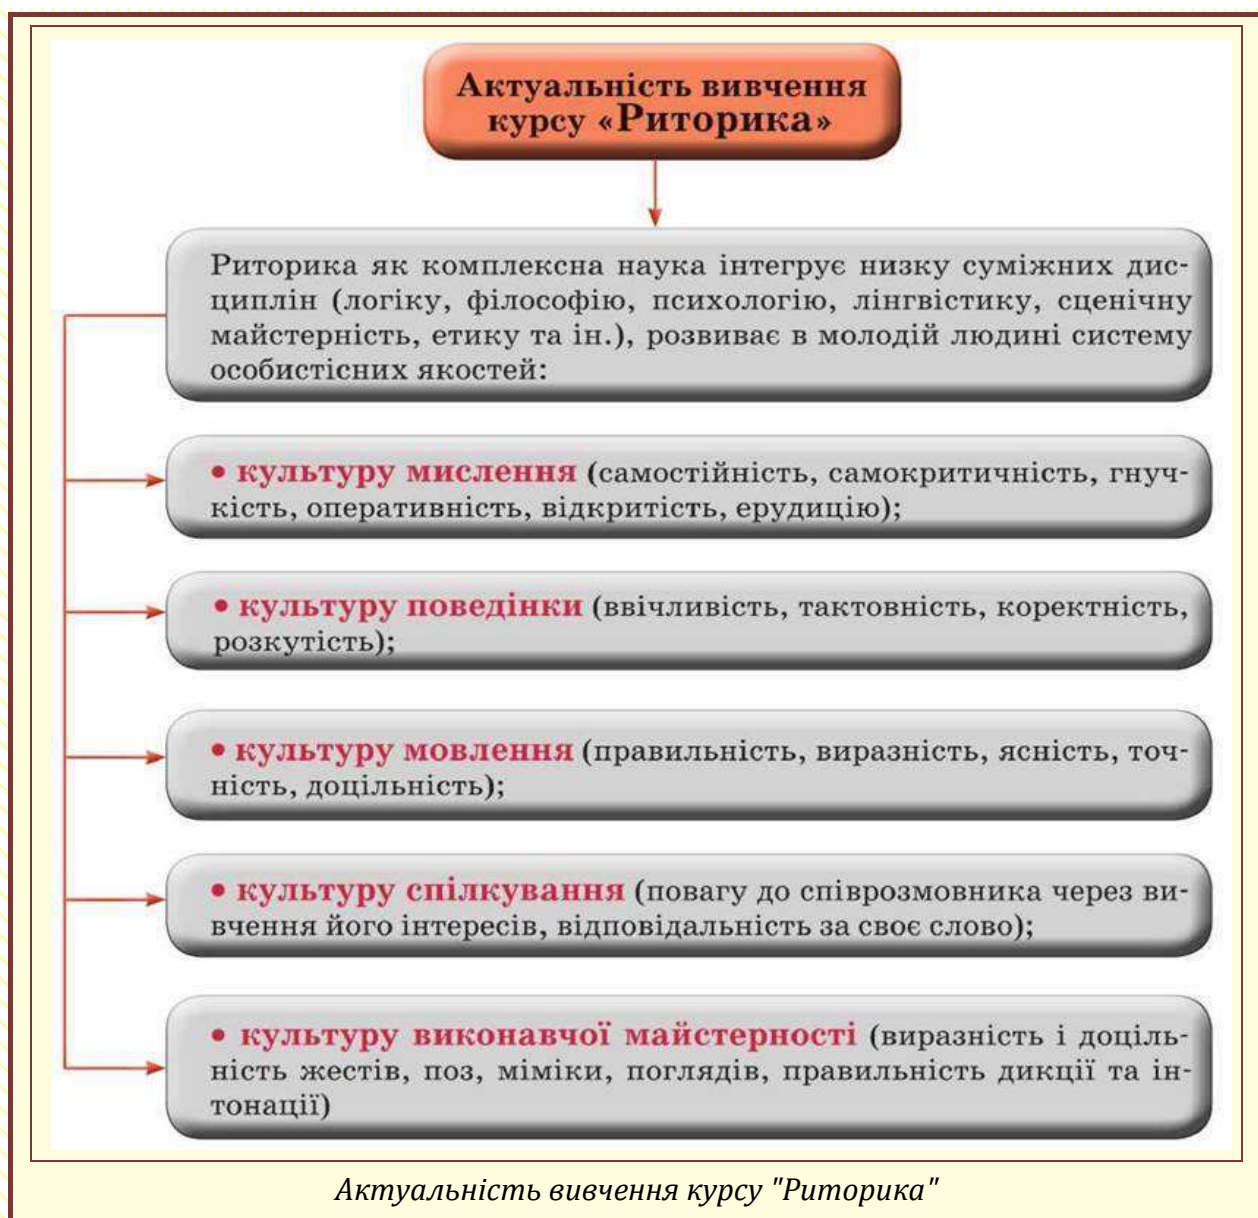 Актуальність вивчення
курсу «Риторика»
Риторика як комплексна наука інтегрує низку суміжних дис-
циплін (логіку, філософію, психологію, лінгвістику, сценічну
майстерність, етику та ін.), розвиває в молодій людині систему
особистісних якостей:
• культуру мислення (самостійність, самокритичність, гнуч-
кість, оперативність, відкритість, ерудицію);
• культуру поведінки (ввічливість, тактовність, коректність,
розкутість);
• культуру мовлення (правильність, виразність, ясність, точ-
ність, доцільність);
• культуру спілкування (повагу до співрозмовника через ви-
вчення його інтересів, відповідальність за своє слово);
• культуру виконавчої майстерності (виразність і доціль-
ність жестів, поз, міміки, поглядів, правильність дикції та ін-
тонації)
Актуальність вивчення курсу "Риторика"